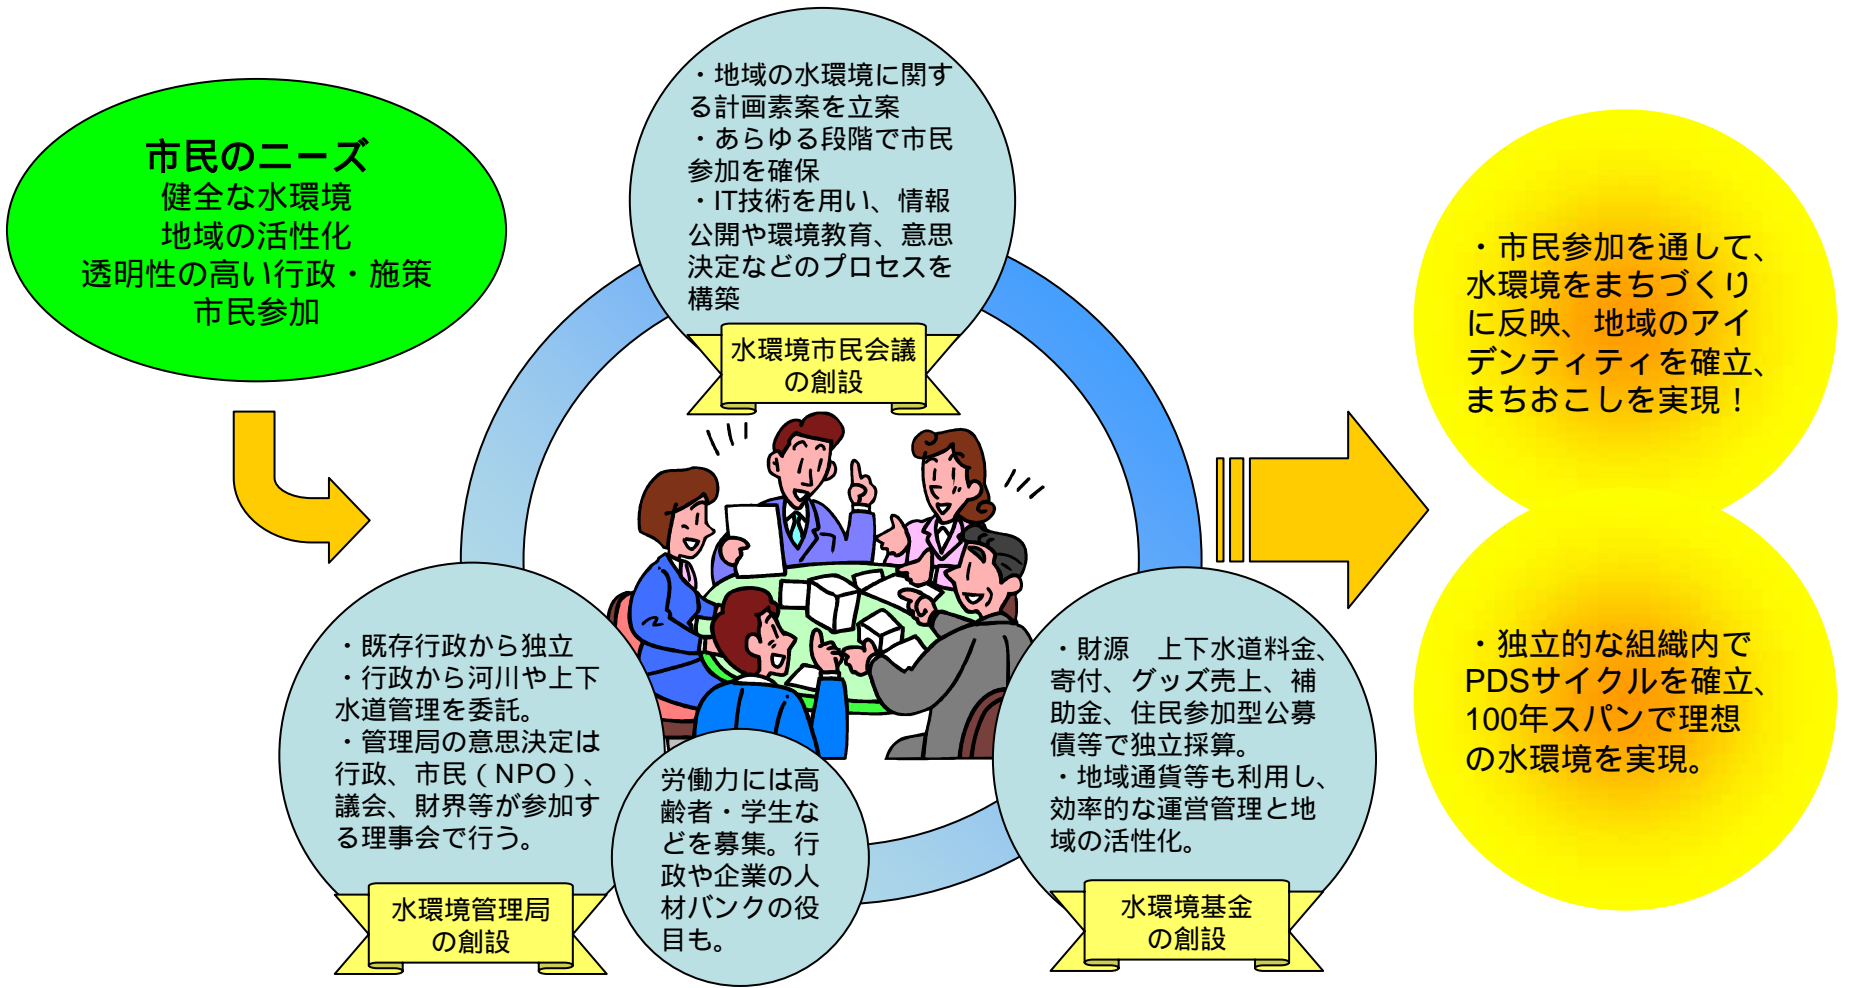 市民のニーズ
健全な水環境
地域の活性化
透明性の高い行政・施策
市民参加
・地域の水環境に関す
る計画素案を立案
・あらゆる段階で市民
参加を確保
・IT技術を用い、情報
公開や環境教育、意思
決定などのプロセスを
構築
水環境市民会議
の創設
・既存行政から独立
・行政から河川や上下
水道管理を委託。
・管理局の意思決定は
行政、市民（NPO）、
議会、財界等が参加す
る理事会で行う。
水環境管理局
の創設
労働力には高
齢者・学生な
どを募集。行
政や企業の人
材バンクの役
目も。
・財源　上下水道料金、
寄付、グッズ売上、補
助金、住民参加型公募
債等で独立採算。
・地域通貨等も利用し、
効率的な運営管理と地
域の活性化。
水環境基金
の創設
・市民参加を通して、
水環境をまちづくり
に反映、地域のアイ
デンティティを確立、
まちおこしを実現！
・独立的な組織内で
PDSサイクルを確立、
100年スパンで理想
の水環境を実現。